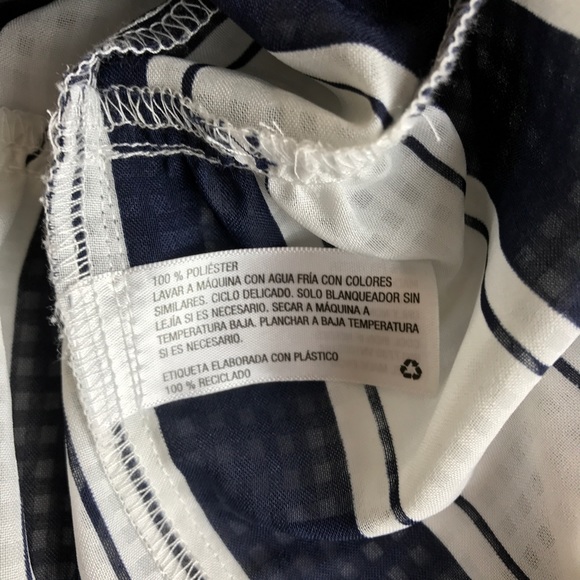 100 % POLIÉSTER
LAVAR A MÁQUINA CON AGUA FRÍA CON COLORES
SIMILARES. CICLO DELICADO. SOLO BLANQUEADOR SIN
LEJÍA SI ES NECESARIO. SECAR A MÁQUINA A
TEMPERATURA BAJA. PLANCHAR A BAJA TEMPERATURA
SI ES NECESARIO.
ETIQUETA ELABORADA CON PLÁSTICO
100 % RECICLADO